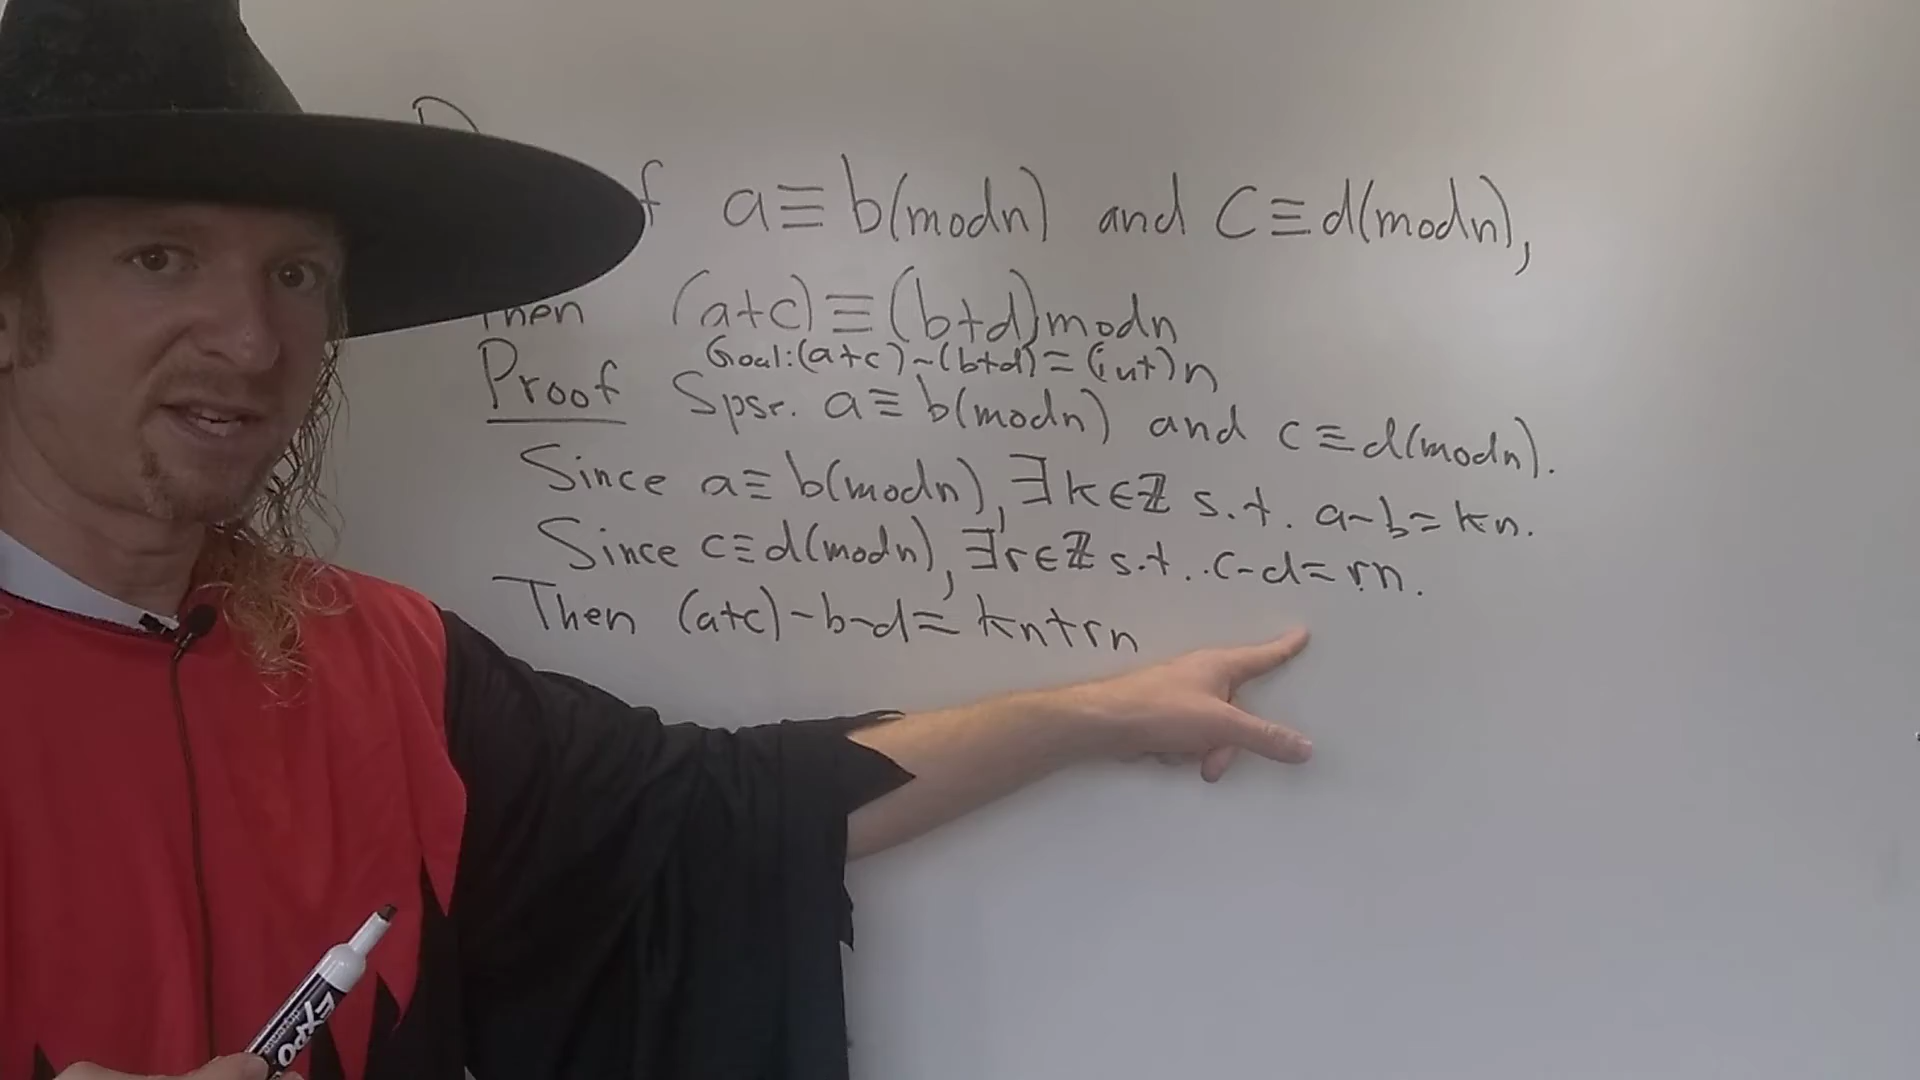 f a≡b(modn) and c≡d(modn),
Then (a+c)≡(b+d)modn
Goal:(a+c)-(b+d)=(int)n
Proof Spse. a≡b(modn) and c≡d(modn).
Since a≡b(modn), ∃k∈ℤ s.t. a-b=kn.
Since c≡d(modn), ∃r∈ℤ s.t. c-d=rn.
Then (a+c)-b-d=kn+rn
EXPO